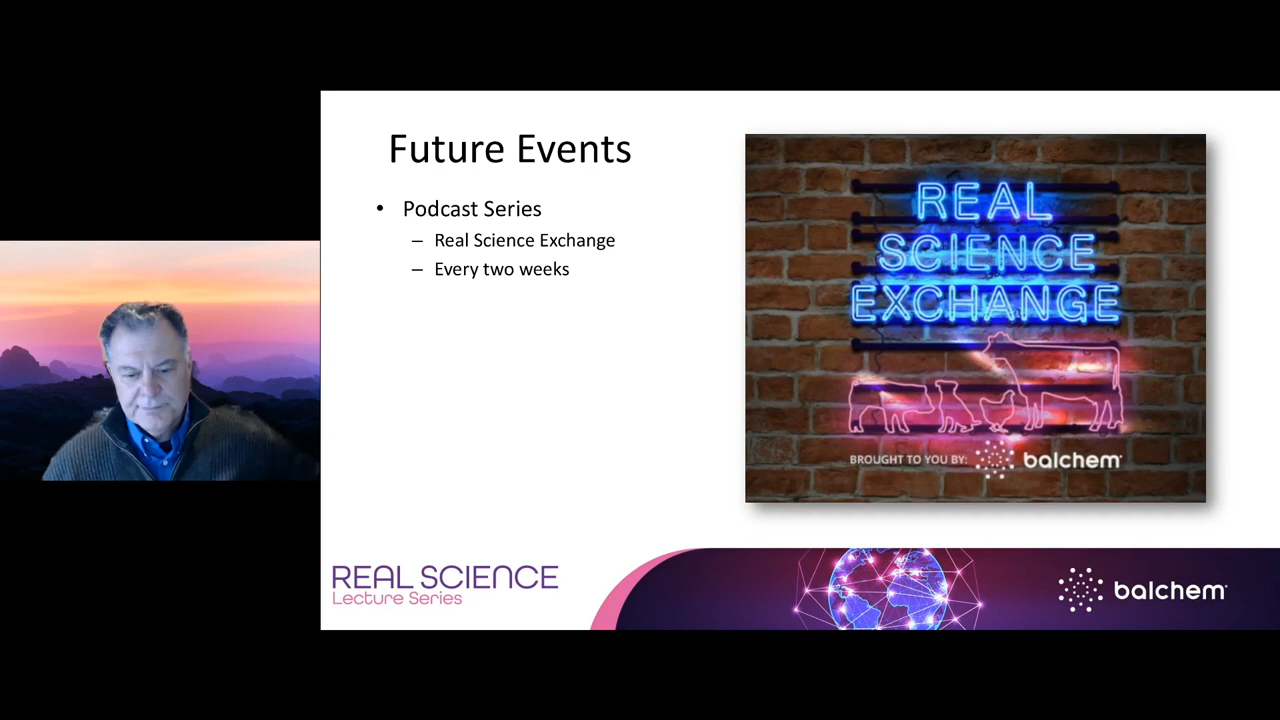 Future Events
• Podcast Series
– Real Science Exchange
– Every two weeks
REAL
SCIENCE
EXCHANGE
BROUGHT TO YOU BY: balchem
REAL SCIENCE
Lecture Series
balchem